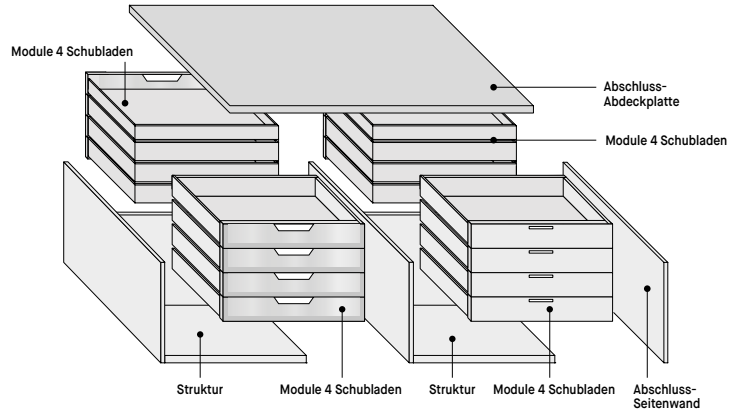 Module 4 Schubladen
Abschluss-
Abdeckplatte
Module 4 Schubladen
Struktur
Module 4 Schubladen
Struktur
Module 4 Schubladen
Abschluss-
Seitenwand